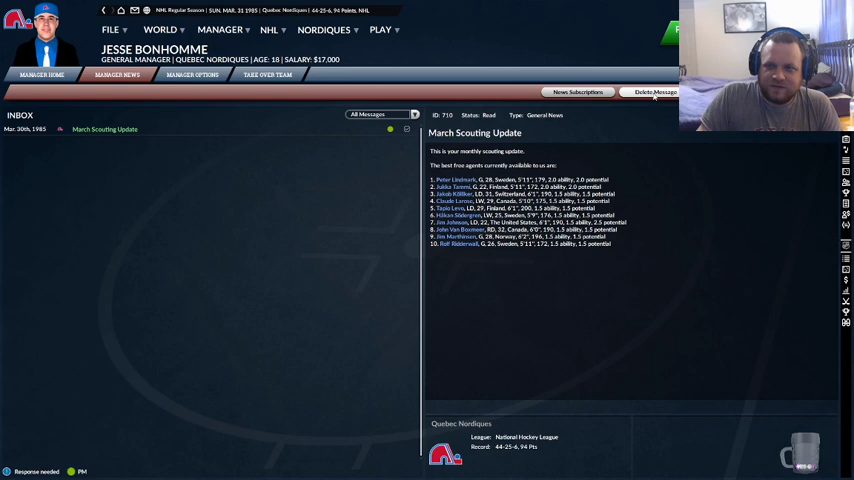 NHL Regular Season | SUN. MAR. 31 1985 | Quebec Nordiques | 44-25-6, 94 Points, NHL
FILE WORLD MANAGER NHL NORDIQUES PLAY
JESSE BONHOMME
GENERAL MANAGER | QUEBEC NORDIQUES | AGE: 18 | SALARY: $17,000
MANAGER HOME MANAGER NEWS MANAGER OPTIONS TAKE OVER TEAM
News Subscriptions Delete Message
INBOX All Messages
Mar. 30th, 1985 March Scouting Update
ID: 710 Status: Read Type: General News
March Scouting Update
This is your monthly scouting update.
The best free agents currently available to us are:
1. Peter Lindmark, G, 28, Sweden, 5'11", 179, 2.0 ability, 2.0 potential
2. Jukka Tammi, G, 22, Finland, 5'11", 172, 2.0 ability, 2.0 potential
3. Jakob Kölliker, LD, 31, Switzerland, 6'1", 190, 1.5 ability, 1.5 potential
4. Claude Larose, LW, 29, Canada, 5'10", 175, 1.5 ability, 1.5 potential
5. Tapio Levo, LD, 29, Finland, 6'1", 200, 1.5 ability, 1.5 potential
6. Håkan Södergren, LW, 25, Sweden, 5'9", 176, 1.5 ability, 1.5 potential
7. Jim Johnson, LD, 22, The United States, 6'1", 190, 1.5 ability, 2.5 potential
8. John Van Boxmeer, RD, 32, Canada, 6'0", 190, 1.5 ability, 1.5 potential
9. Jim Marthinsen, G, 28, Norway, 6'2", 196, 1.5 ability, 1.5 potential
10. Rolf Ridderwall, G, 26, Sweden, 5'11", 172, 1.5 ability, 1.5 potential
Quebec Nordiques
League: National Hockey League
Record: 44-25-6, 94 Pts
Response needed PM